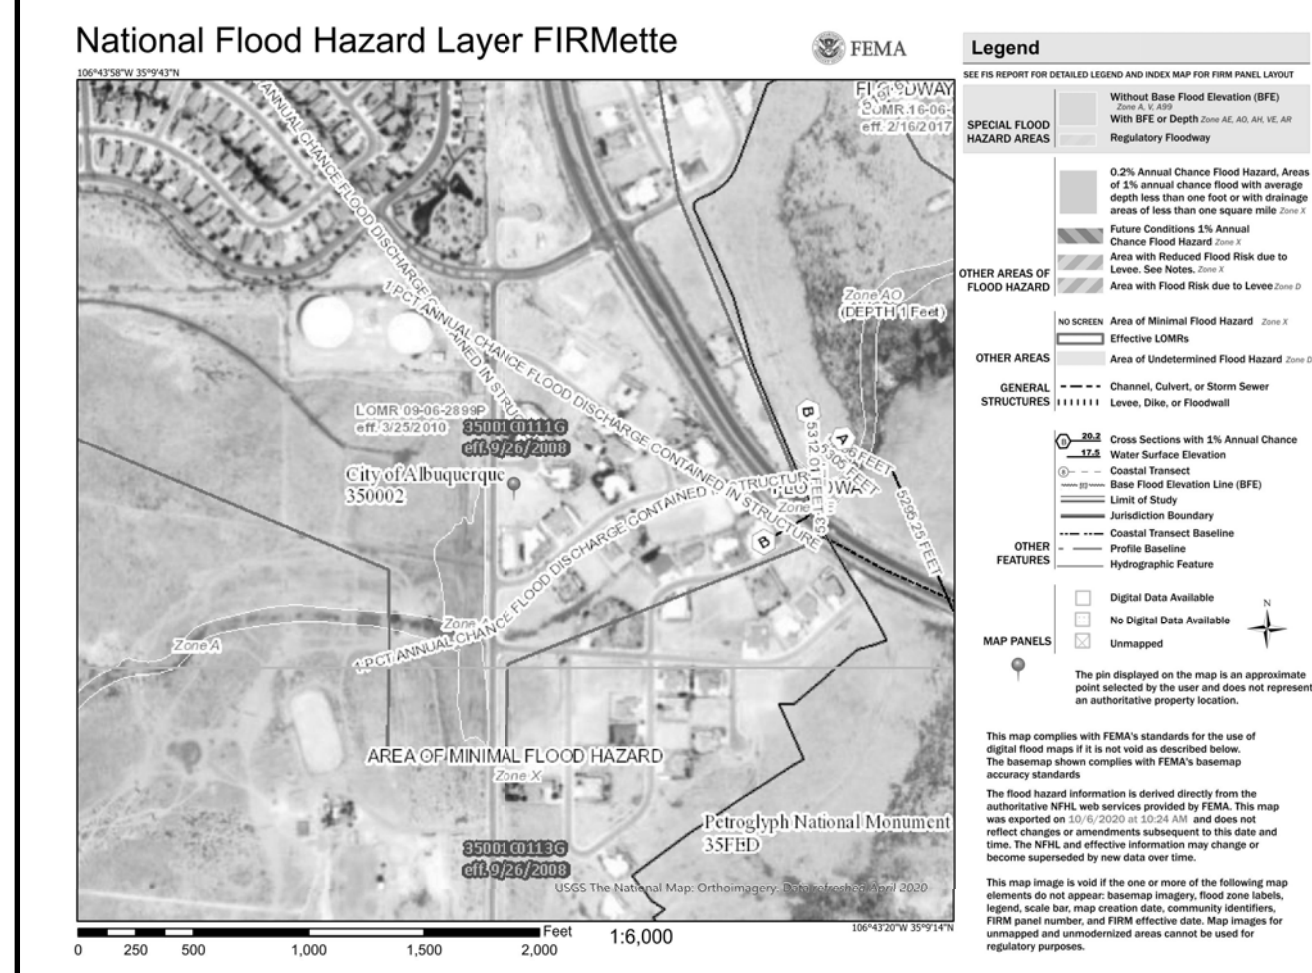 National Flood Hazard Layer FIRMette
FEMA
106°43'58"W 35°9'43"N
ANNUAL CHANCE FLOOD DISCHARGE CONTAINED IN STRUCTURE
LOMR 16-06-
eff. 2/16/2017
1 PCT ANNUAL CHANCE FLOOD DISCHARGE CONTAINED IN STRUCTURE
Zone AO
(DEPTH 1 Feet)
LOMR 09-06-2899P
eff. 3/25/2010
35001C0111G
eff. 9/26/2008
City of Albuquerque
350002
B
5312.01 FEET
A
5296.25 FEET
Zone
B
1 PCT ANNUAL CHANCE FLOOD DISCHARGE CONTAINED IN STRUCTUR
Zone A
Zone
AREA OF MINIMAL FLOOD HAZARD
Zone X
Petroglyph National Monument
35FED
35001C0113G
eff. 9/26/2008
USGS The National Map: Orthoimagery. Data refreshed April 2020
Feet
0 250 500 1,000 1,500 2,000
1:6,000
106°43'20"W 35°9'14"N
Legend
SEE FIS REPORT FOR DETAILED LEGEND AND INDEX MAP FOR FIRM PANEL LAYOUT
SPECIAL FLOOD
HAZARD AREAS
Without Base Flood Elevation (BFE)
Zone A, V, A99
With BFE or Depth Zone AE, AO, AH, VE, AR
Regulatory Floodway
OTHER AREAS OF
FLOOD HAZARD
0.2% Annual Chance Flood Hazard, Areas
of 1% annual chance flood with average
depth less than one foot or with drainage
areas of less than one square mile Zone X
Future Conditions 1% Annual
Chance Flood Hazard Zone X
Area with Reduced Flood Risk due to
Levee. See Notes. Zone X
Area with Flood Risk due to Levee Zone D
OTHER AREAS
NO SCREEN Area of Minimal Flood Hazard Zone X
Effective LOMRs
Area of Undetermined Flood Hazard Zone D
GENERAL
STRUCTURES
Channel, Culvert, or Storm Sewer
Levee, Dike, or Floodwall
OTHER
FEATURES
B 20.2 Cross Sections with 1% Annual Chance
17.5 Water Surface Elevation
Coastal Transect
Base Flood Elevation Line (BFE)
Limit of Study
Jurisdiction Boundary
Coastal Transect Baseline
Profile Baseline
Hydrographic Feature
MAP PANELS
Digital Data Available
No Digital Data Available
Unmapped
N
The pin displayed on the map is an approximate
point selected by the user and does not represent
an authoritative property location.
This map complies with FEMA's standards for the use of
digital flood maps if it is not void as described below.
The basemap shown complies with FEMA's basemap
accuracy standards
The flood hazard information is derived directly from the
authoritative NFHL web services provided by FEMA. This map
was exported on 10/6/2020 at 10:24 AM and does not
reflect changes or amendments subsequent to this date and
time. The NFHL and effective information may change or
become superseded by new data over time.
This map image is void if the one or more of the following map
elements do not appear: basemap imagery, flood zone labels,
legend, scale bar, map creation date, community identifiers,
FIRM panel number, and FIRM effective date. Map images for
unmapped and unmodernized areas cannot be used for
regulatory purposes.